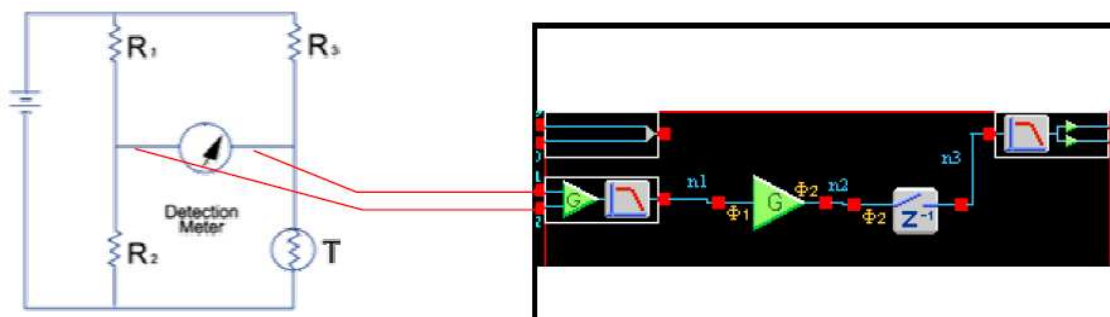 R1
R3
Detection
Meter
R2
T
G
n1
Φ1
G
Φ2
n2
Φ2
Z-1
n3